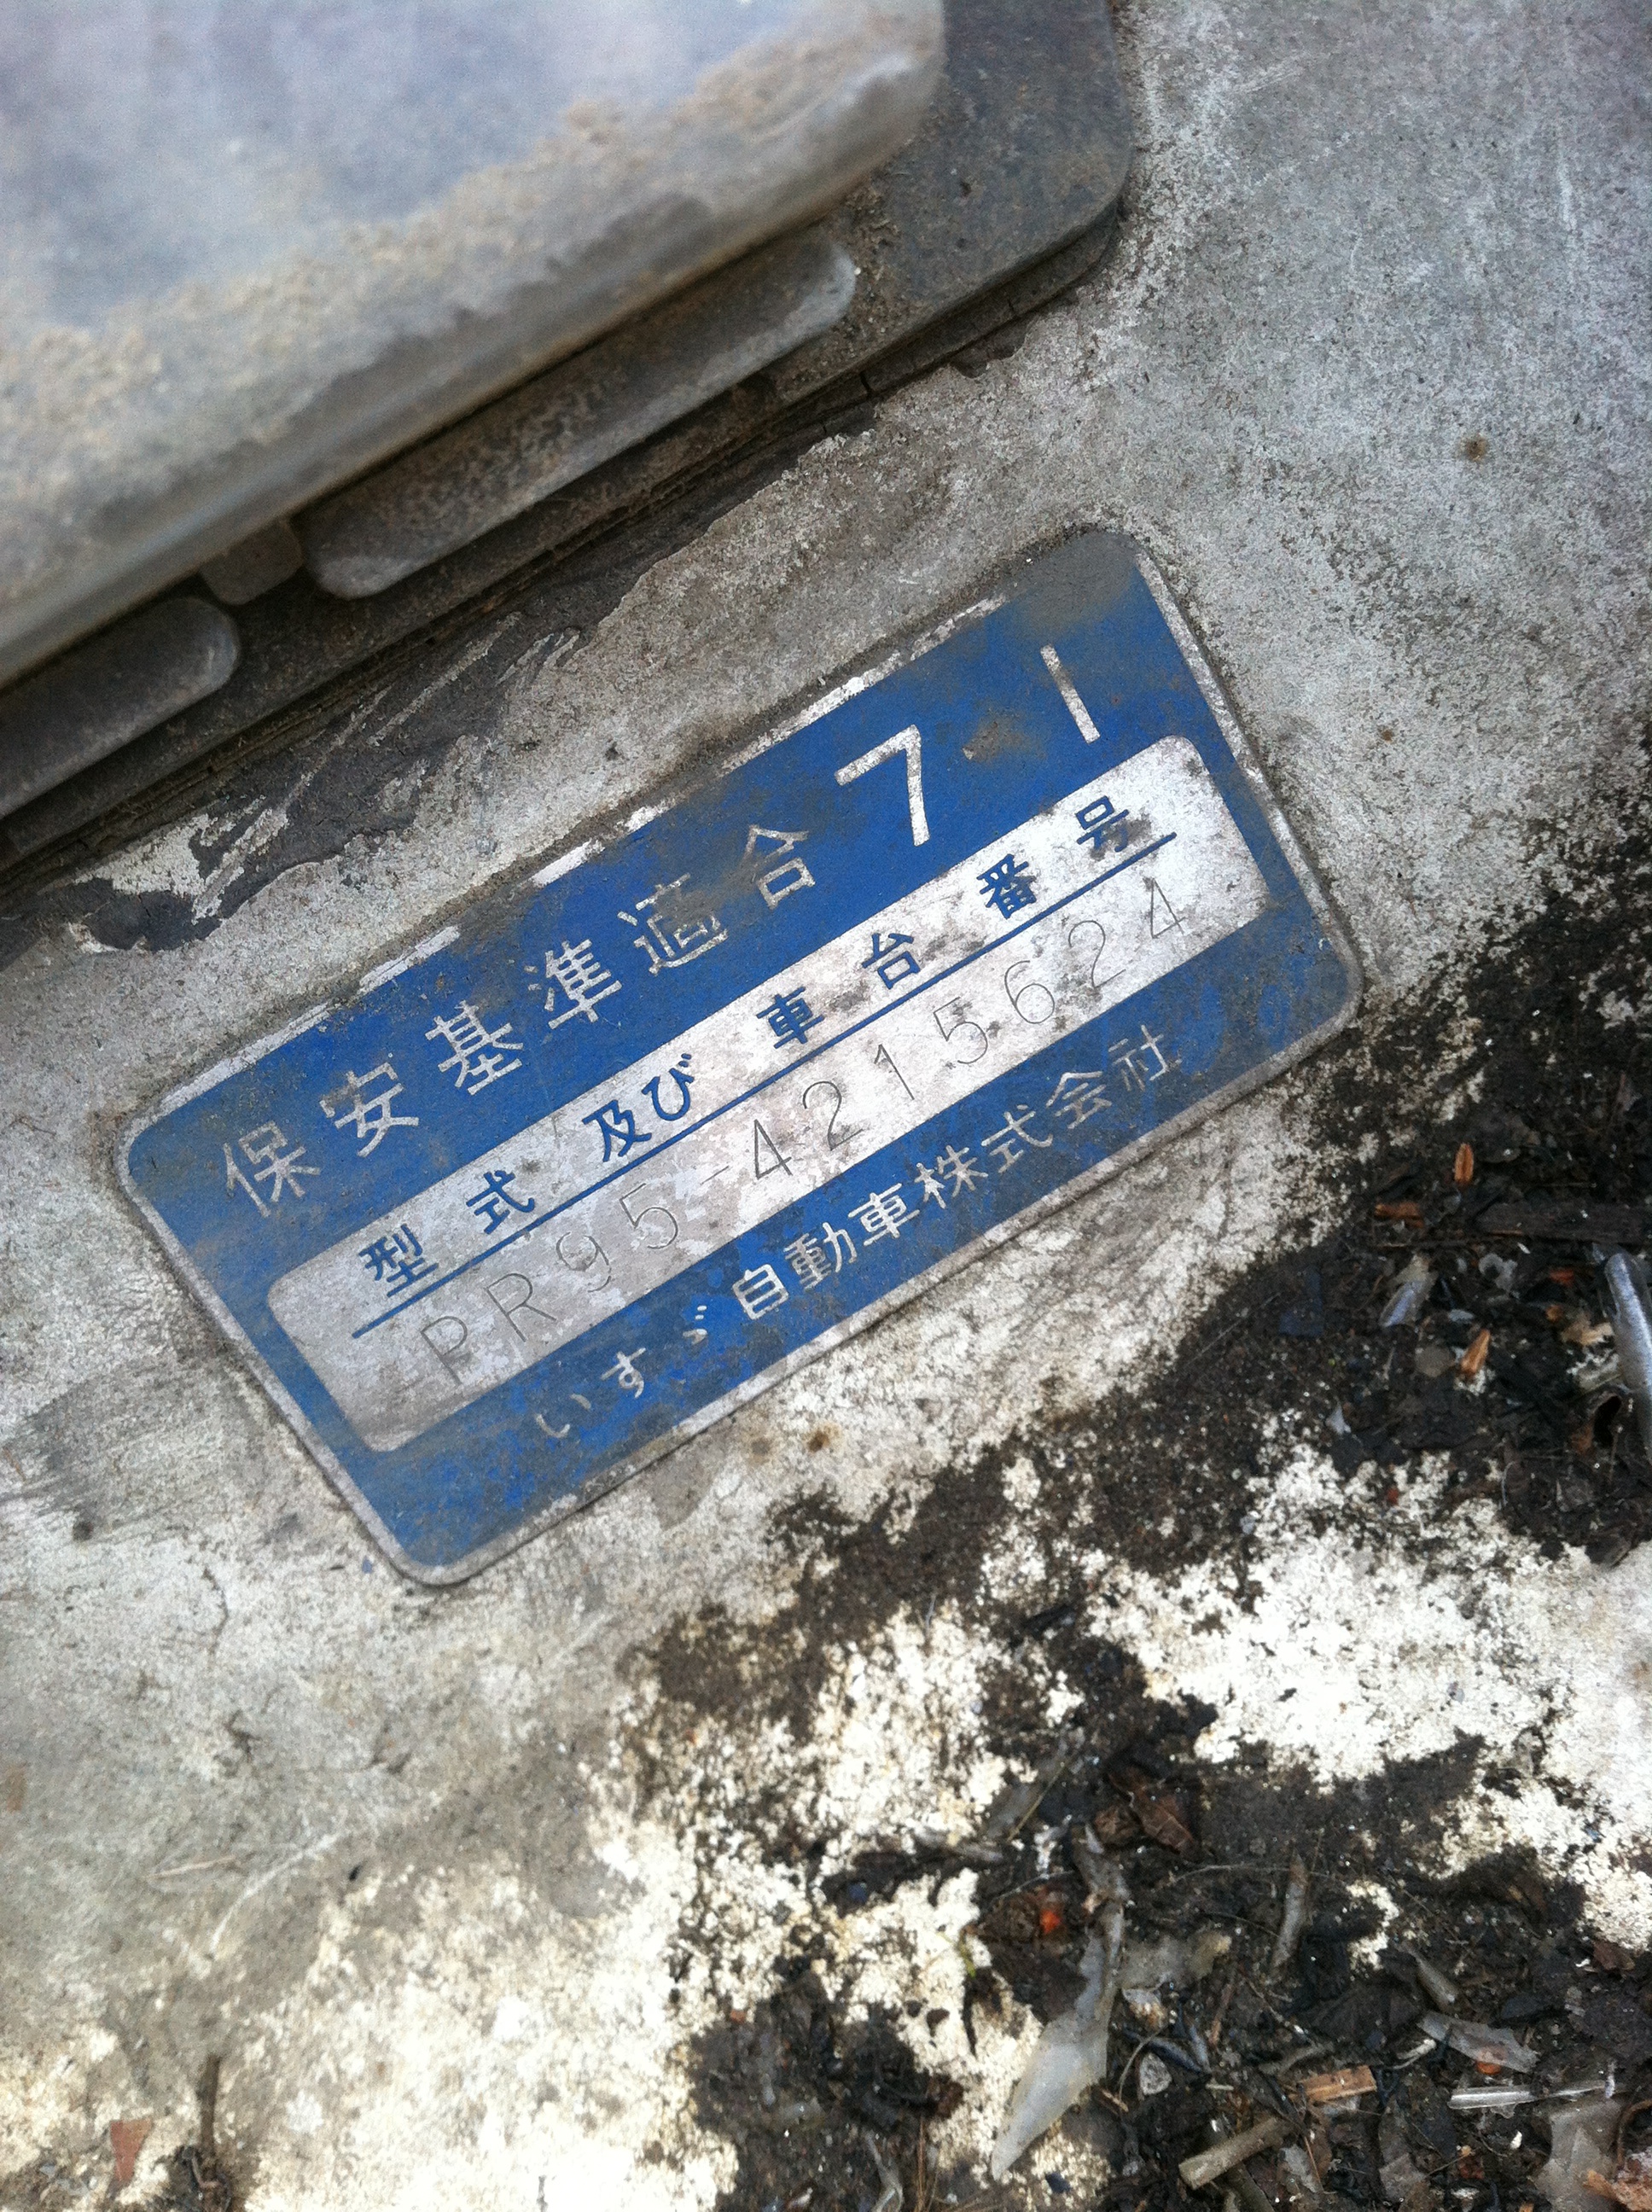 保安基準適合 7. 1
型式及び車台番号
PR95-4215624
いすゞ自動車株式会社